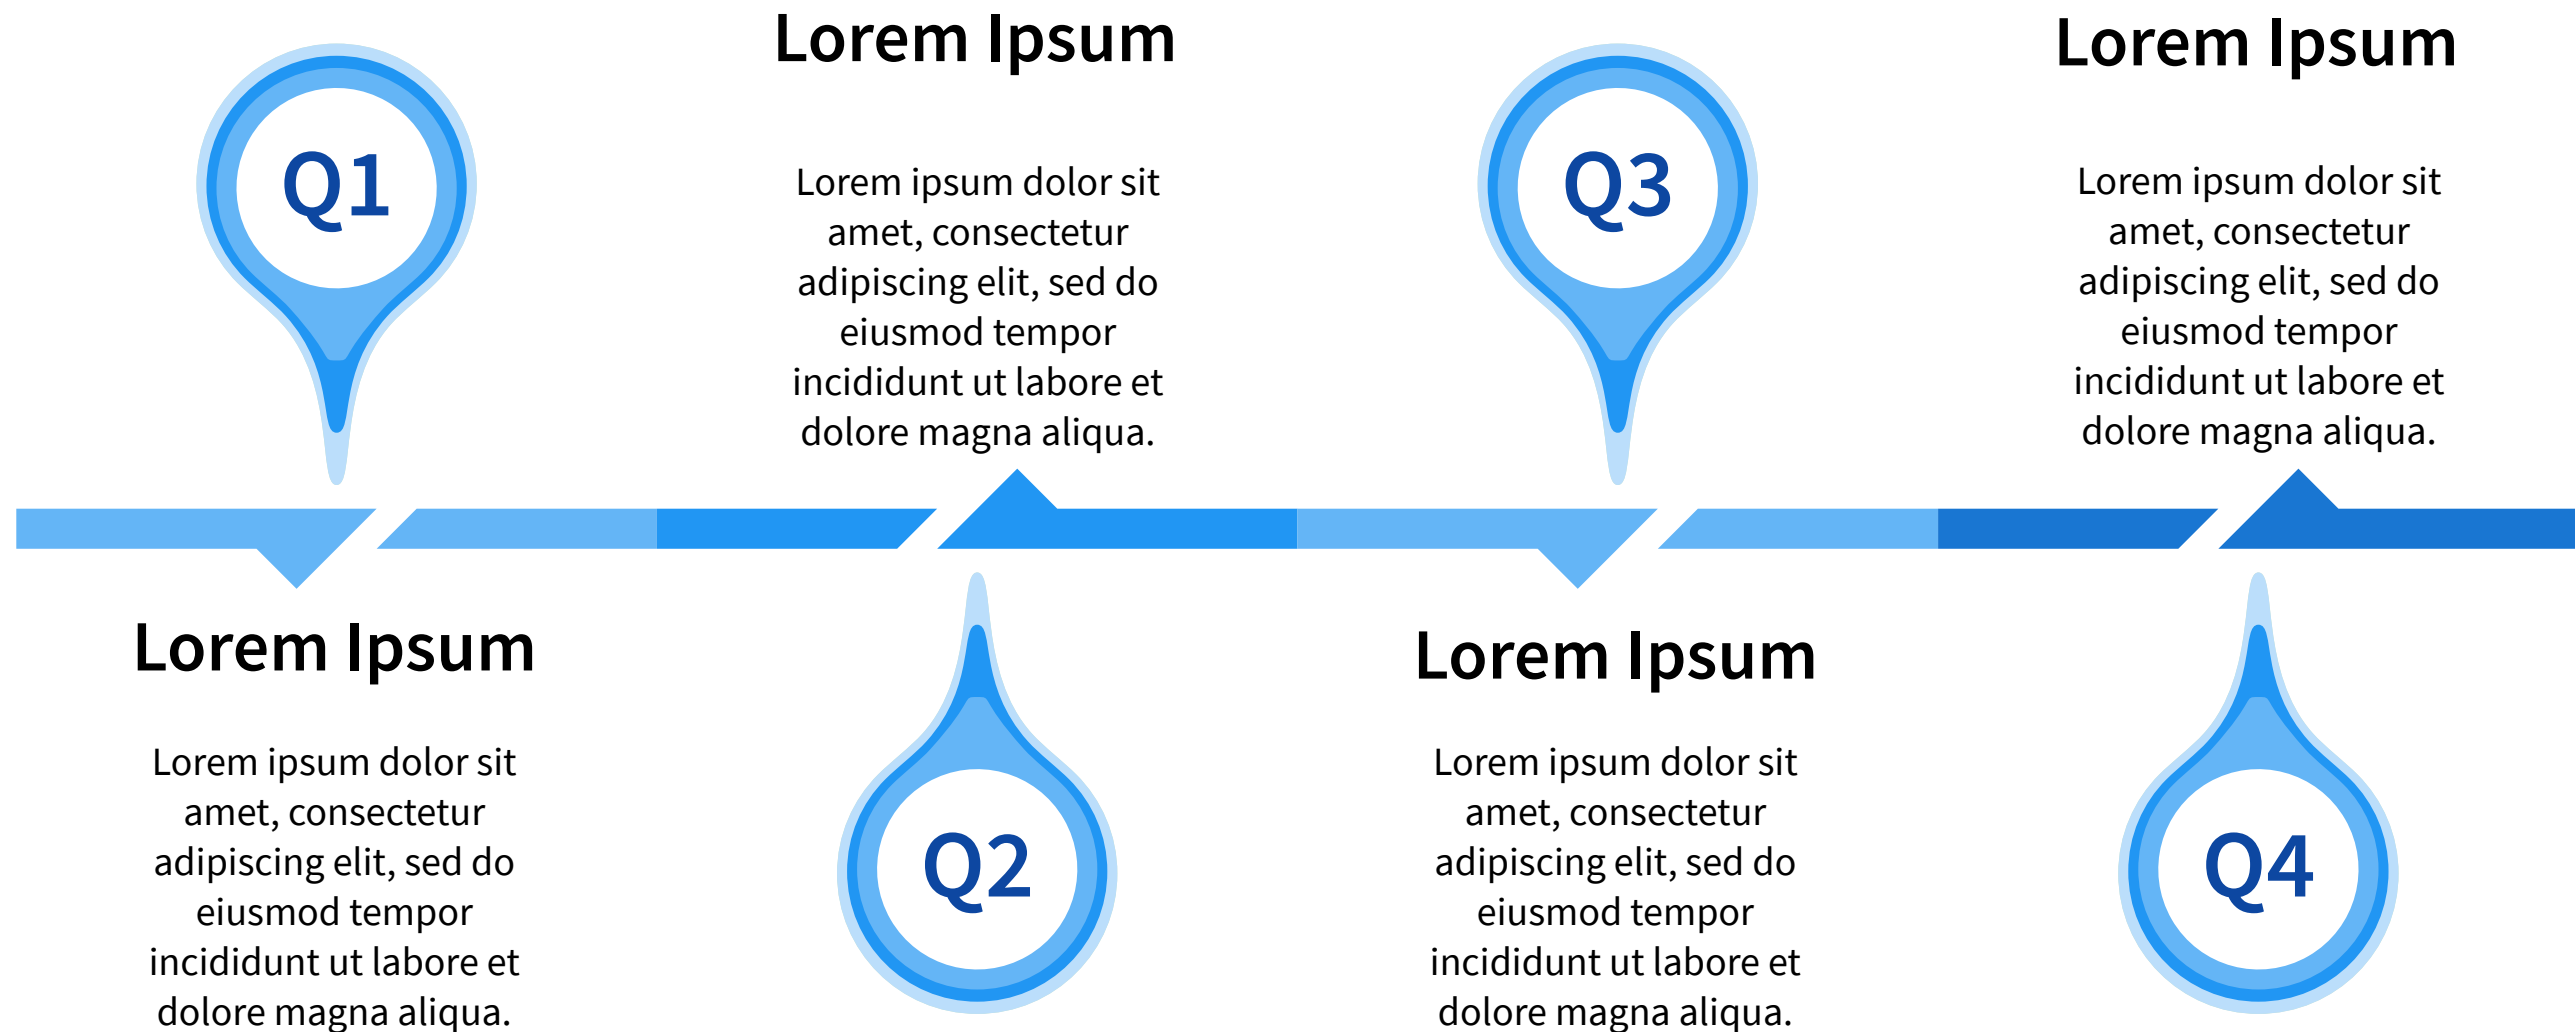 Q1
Lorem Ipsum
Lorem ipsum dolor sit
amet, consectetur
adipiscing elit, sed do
eiusmod tempor
incididunt ut labore et
dolore magna aliqua.
Lorem Ipsum
Lorem ipsum dolor sit
amet, consectetur
adipiscing elit, sed do
eiusmod tempor
incididunt ut labore et
dolore magna aliqua.
Q2
Q3
Lorem Ipsum
Lorem ipsum dolor sit
amet, consectetur
adipiscing elit, sed do
eiusmod tempor
incididunt ut labore et
dolore magna aliqua.
Lorem Ipsum
Lorem ipsum dolor sit
amet, consectetur
adipiscing elit, sed do
eiusmod tempor
incididunt ut labore et
dolore magna aliqua.
Q4